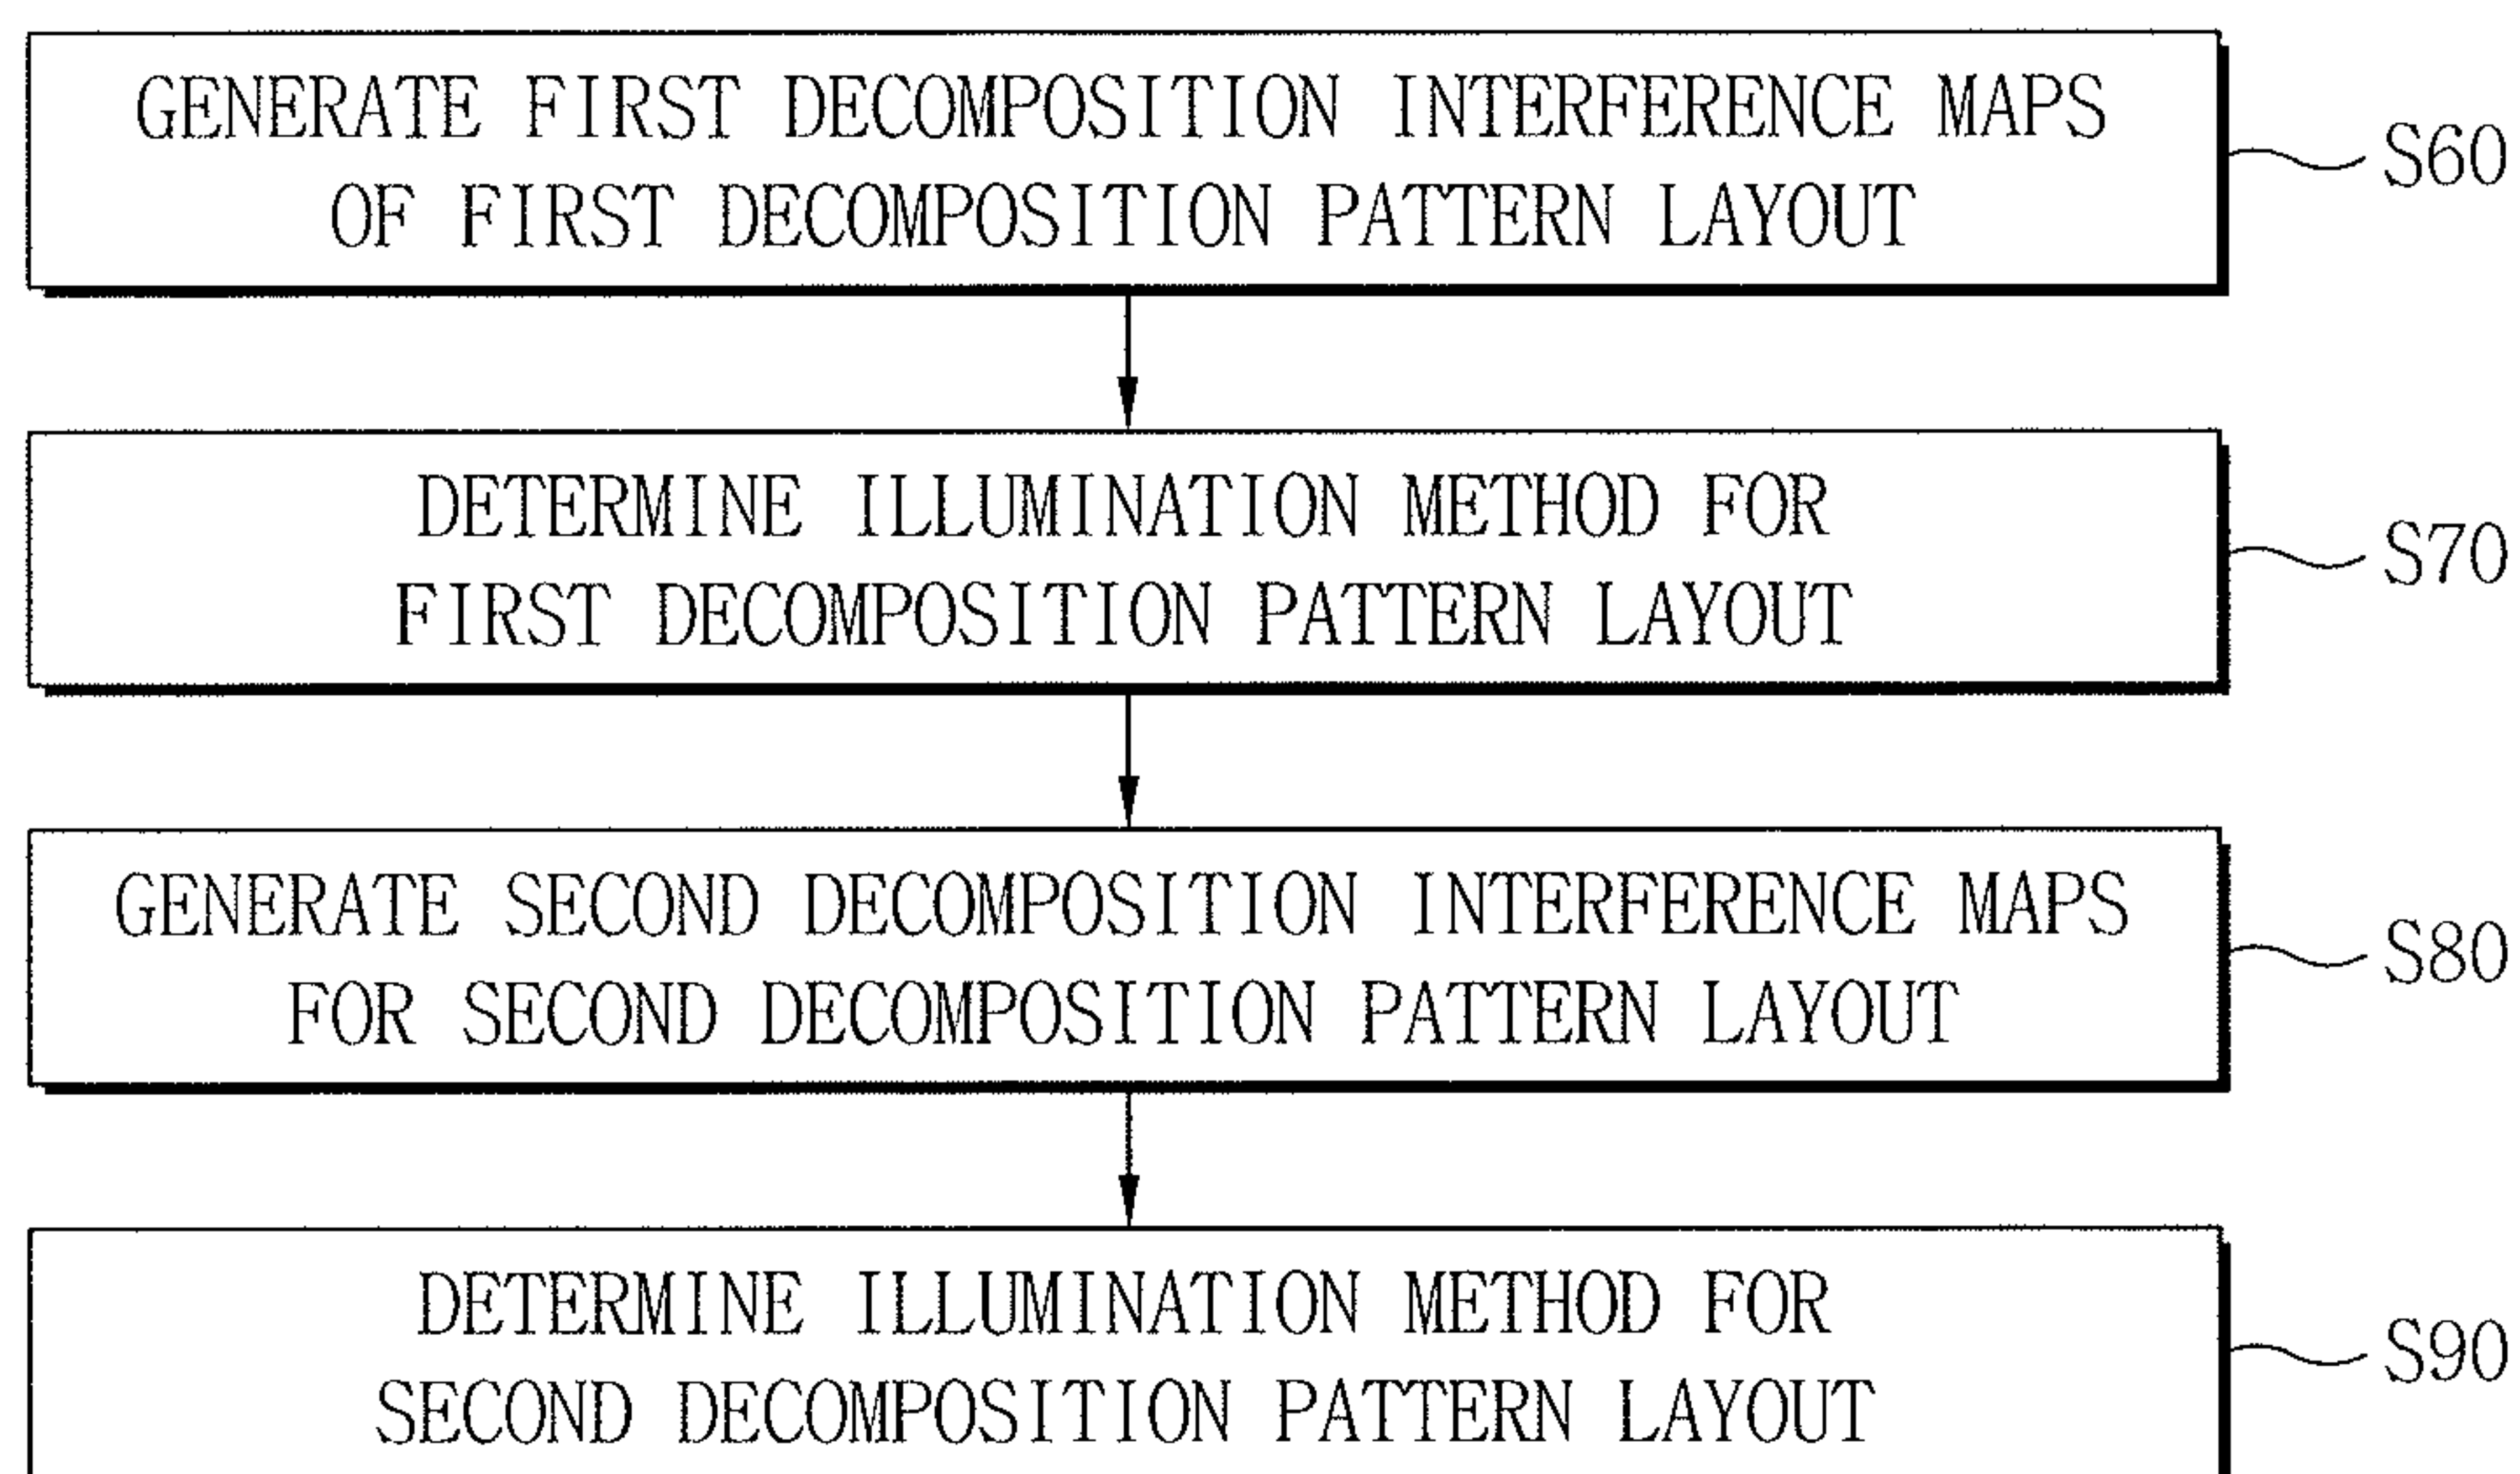 GENERATE FIRST DECOMPOSITION INTERFERENCE MAPS
OF FIRST DECOMPOSITION PATTERN LAYOUT
S60
DETERMINE ILLUMINATION METHOD FOR
FIRST DECOMPOSITION PATTERN LAYOUT
S70
GENERATE SECOND DECOMPOSITION INTERFERENCE MAPS
FOR SECOND DECOMPOSITION PATTERN LAYOUT
S80
DETERMINE ILLUMINATION METHOD FOR
SECOND DECOMPOSITION PATTERN LAYOUT
S90